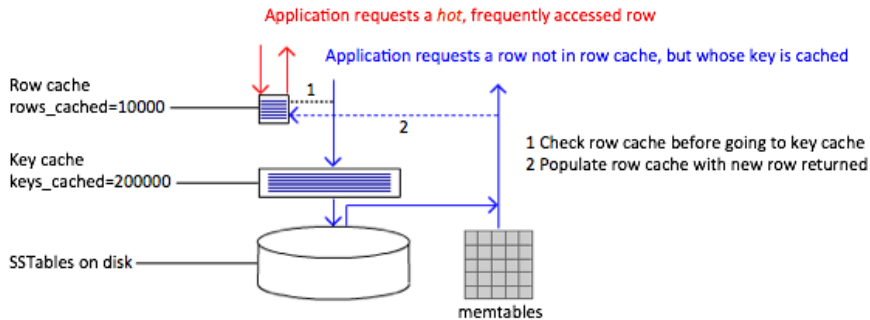 Application requests a hot, frequently accessed row
Application requests a row not in row cache, but whose key is cached
Row cache
rows_cached=10000
1
2
1 Check row cache before going to key cache
2 Populate row cache with new row returned
Key cache
keys_cached=200000
SSTables on disk
memtables